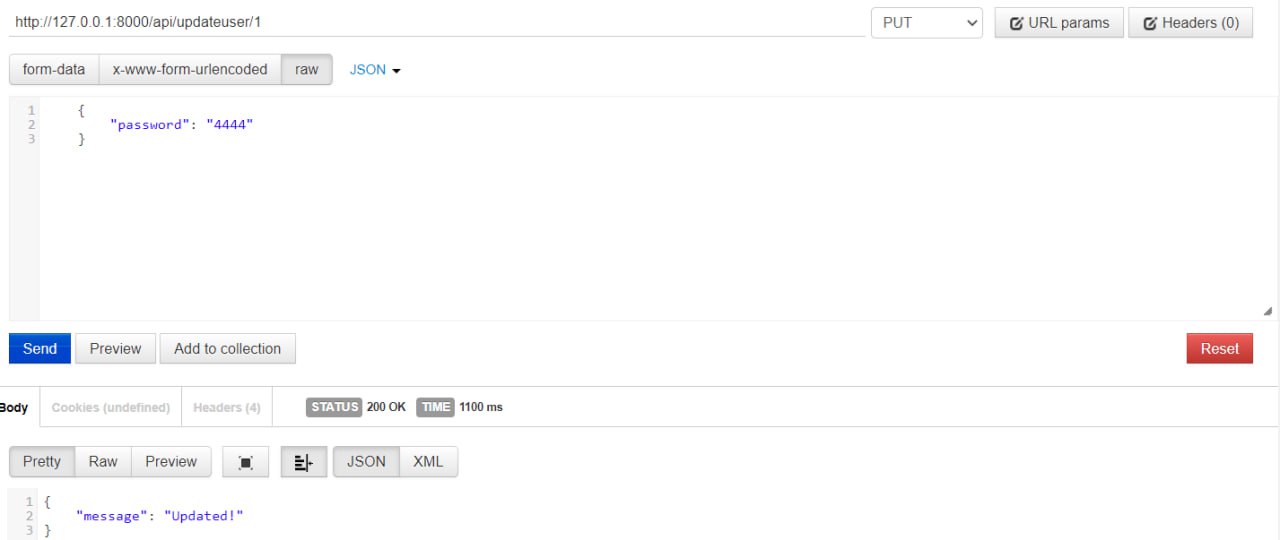 http://127.0.0.1:8000/api/updateuser/1 PUT URL params Headers (0)
form-data x-www-form-urlencoded raw JSON
1 {
2 "password": "4444"
3 }
Send Preview Add to collection Reset
Body Cookies (undefined) Headers (4) STATUS 200 OK TIME 1100 ms
Pretty Raw Preview JSON XML
1 {
2 "message": "Updated!"
3 }